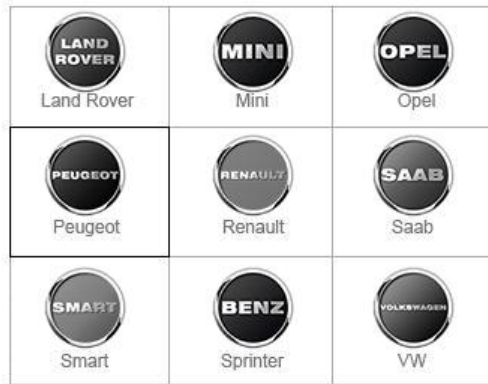 LAND
ROVER
Land Rover
MINI
Mini
OPEL
Opel
PEUGEOT
Peugeot
RENAULT
Renault
SAAB
Saab
SMART
Smart
BENZ
Sprinter
VOLKSWAGEN
VW